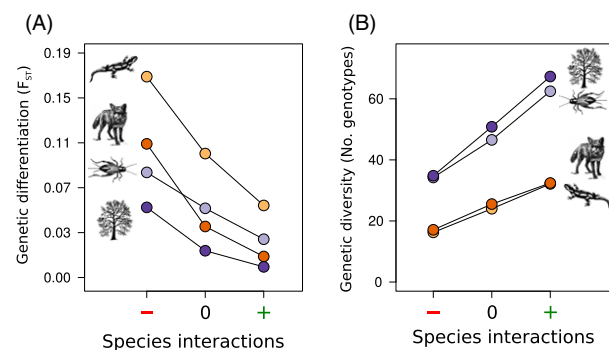 (A)
Genetic differentiation (FST)
0.19
0.15
0.11
0.07
0.03
0.00
− 0 +
Species interactions
(B)
Genetic diversity (No. genotypes)
60
40
20
0
− 0 +
Species interactions